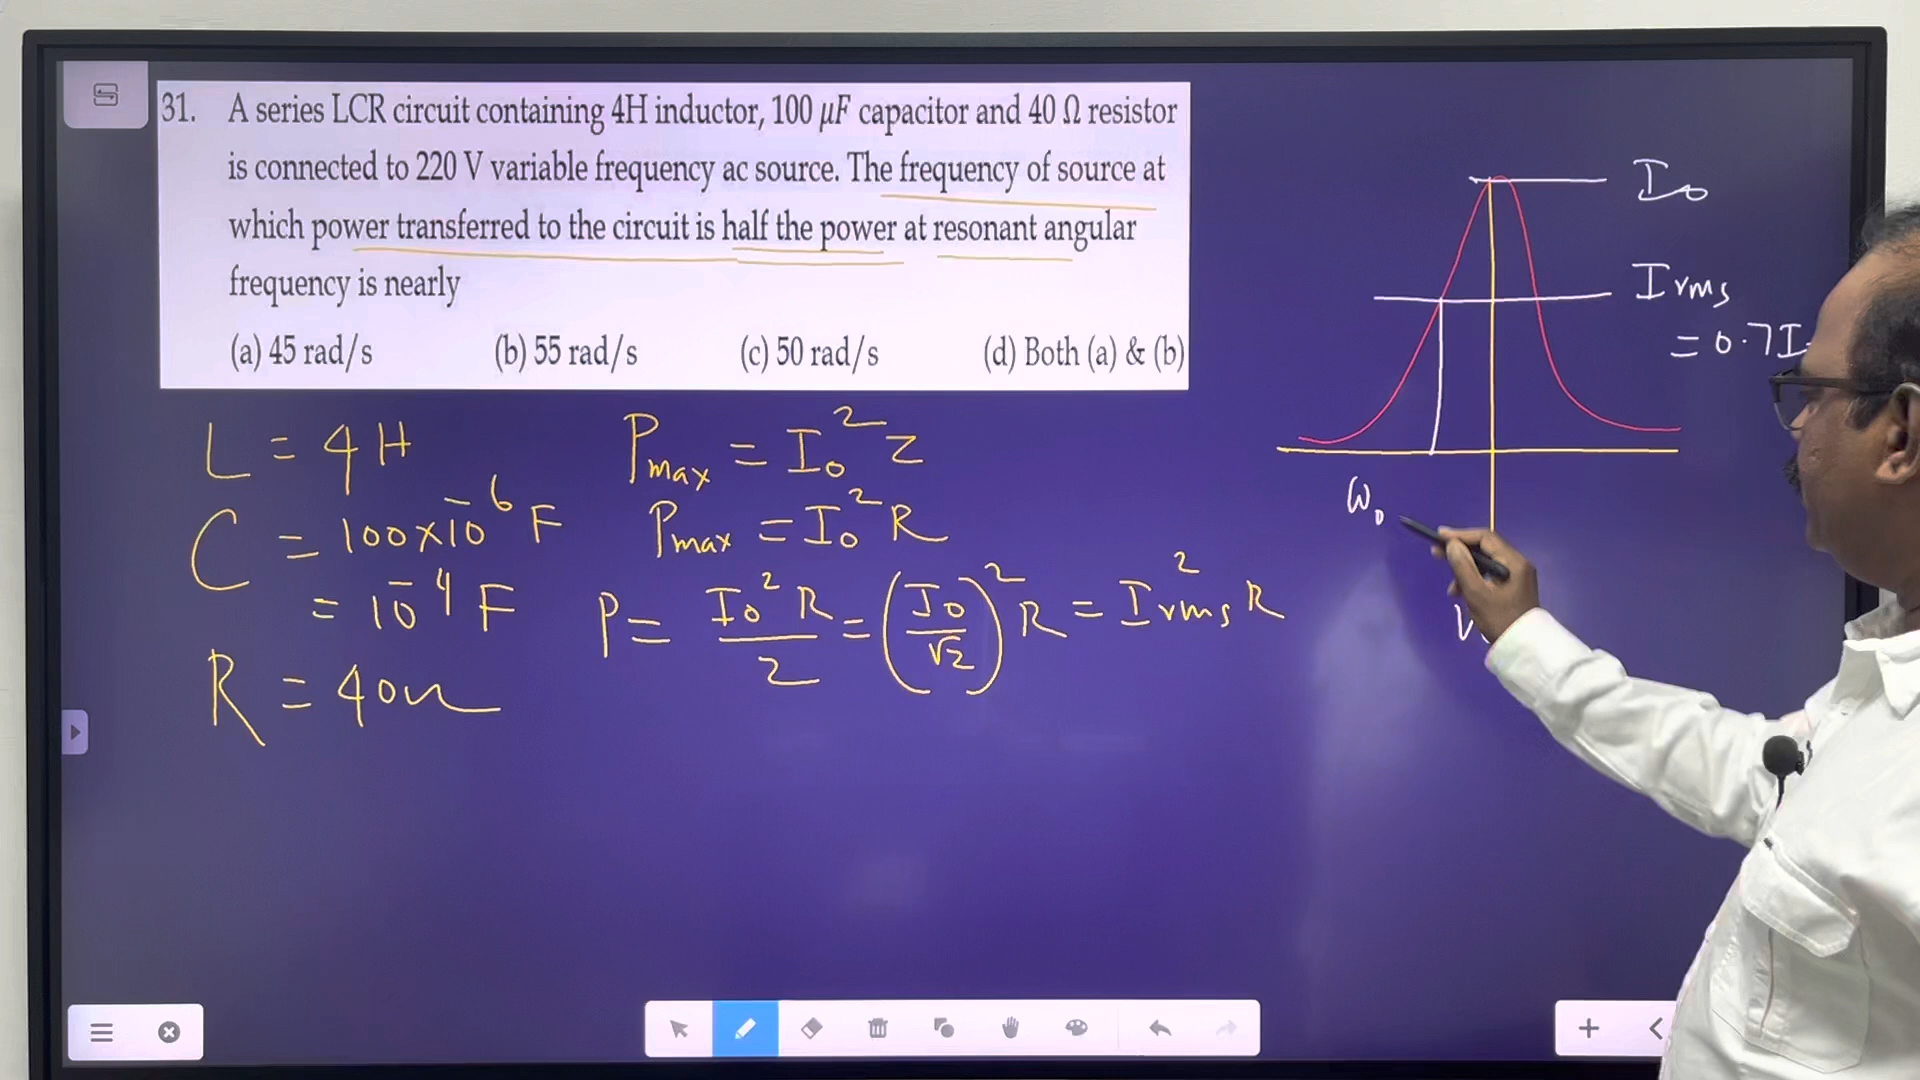 31. A series LCR circuit containing 4H inductor, 100 μF capacitor and 40 Ω resistor
is connected to 220 V variable frequency ac source. The frequency of source at
which power transferred to the circuit is half the power at resonant angular
frequency is nearly
(a) 45 rad/s (b) 55 rad/s (c) 50 rad/s (d) Both (a) & (b)
L = 4 H
C = 100×10⁻⁶ F
= 10⁻⁴ F
R = 40Ω
Pmax = I₀² Z
Pmax = I₀² R
P = I₀² R / 2 = (I₀/√2)² R = Irms² R
I₀
Irms
= 0.7I
ω₀